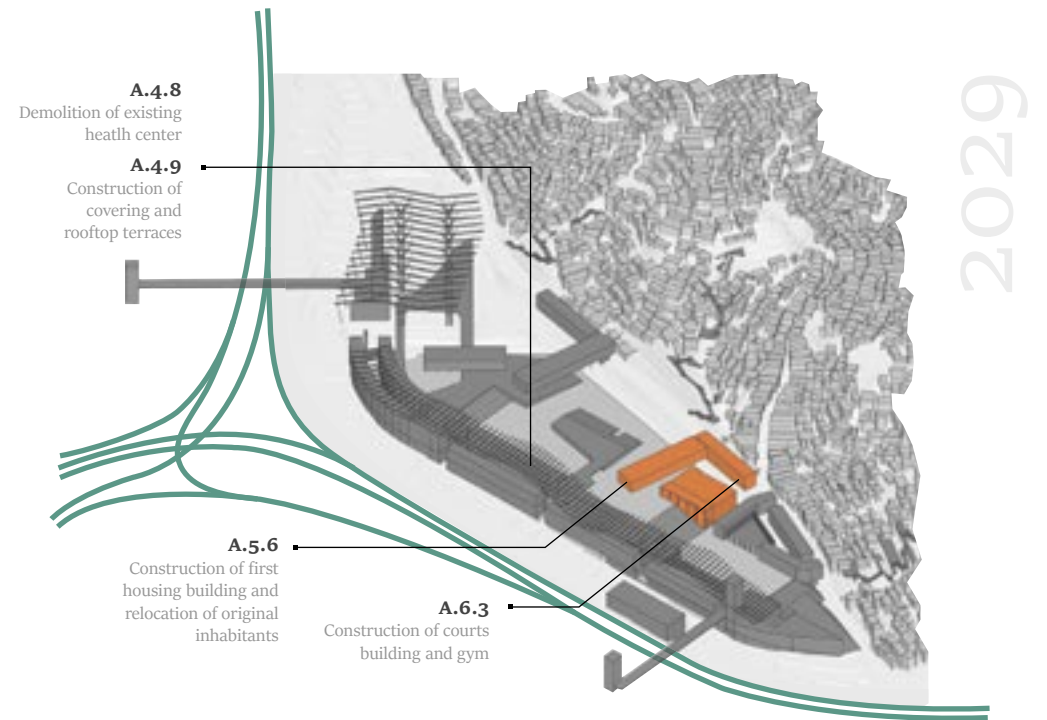 A.4.8
Demolition of existing
heatlh center
A.4.9
Construction of
covering and
rooftop terraces
2029
A.5.6
Construction of first
housing building and
relocation of original
inhabitants
A.6.3
Construction of courts
building and gym